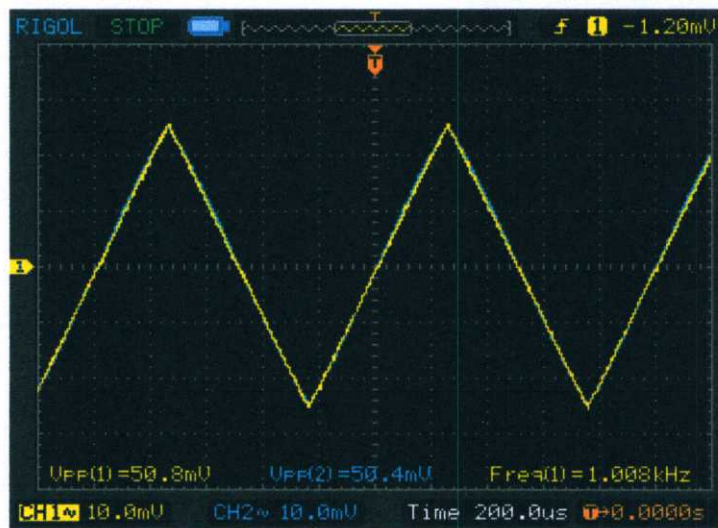 RIGOL STOP T 1 -1.20mV
T
1
Vpp(1)=50.8mV Vpp(2)=50.4mV Freq(1)=1.008kHz
CH1~ 10.0mV CH2~ 10.0mV Time 200.0us T→0.0000s